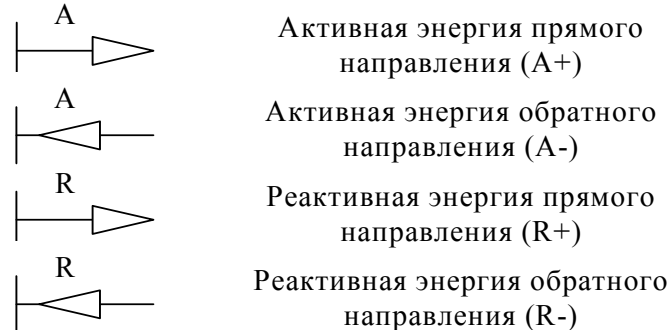 A
Активная энергия прямого
направления (А+)
A
Активная энергия обратного
направления (А-)
R
Реактивная энергия прямого
направления (R+)
R
Реактивная энергия обратного
направления (R-)